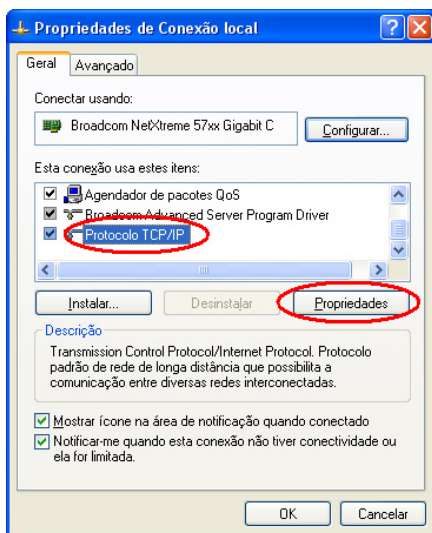 Propriedades de Conexão local
Geral
Avançado
Conectar usando:
Broadcom NetXtreme 57xx Gigabit C
Configurar...
Esta conexão usa estes itens:
Agendador de pacotes QoS
Broadcom Advanced Server Program Driver
Protocolo TCP/IP
Instalar...
Desinstalar
Propriedades
Descrição
Transmission Control Protocol/Internet Protocol. Protocolo
padrão de rede de longa distância que possibilita a
comunicação entre diversas redes interconectadas.
Mostrar ícone na área de notificação quando conectado
Notificar-me quando esta conexão não tiver conectividade ou
ela for limitada.
OK
Cancelar